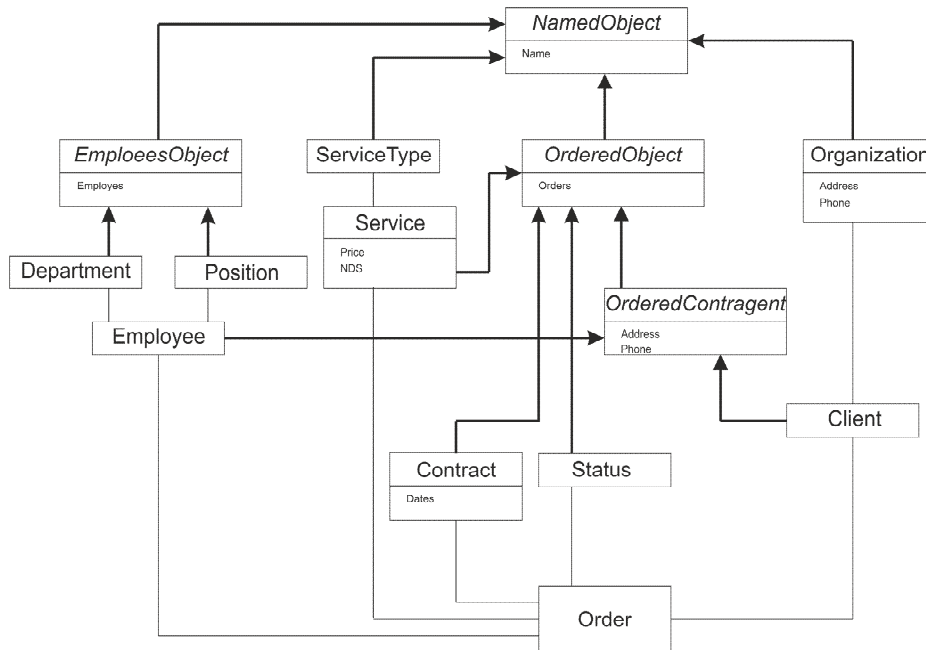 NamedObject
Name
EmploeesObject
Employes
ServiceType
OrderedObject
Orders
Organization
Address
Phone
Service
Price
NDS
Department
Position
OrderedContragent
Address
Phone
Employee
Client
Contract
Dates
Status
Order